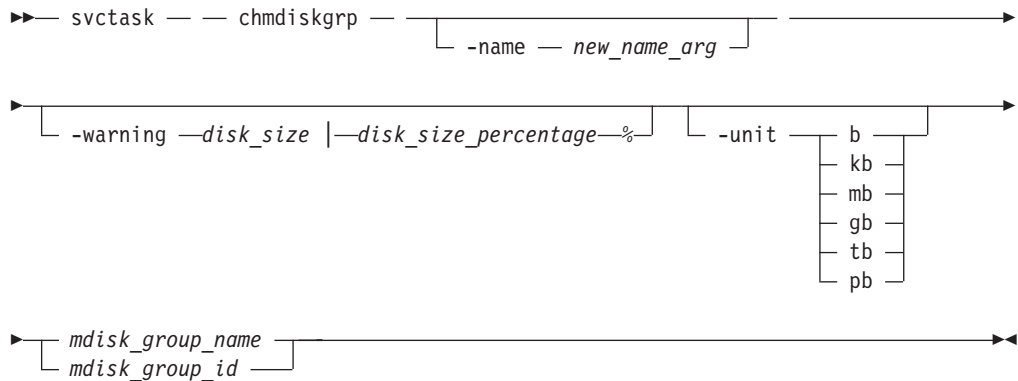 svctask chmdiskgrp
-name new_name_arg
-warning disk_size | disk_size_percentage % -unit b
kb
mb
gb
tb
pb
mdisk_group_name
mdisk_group_id